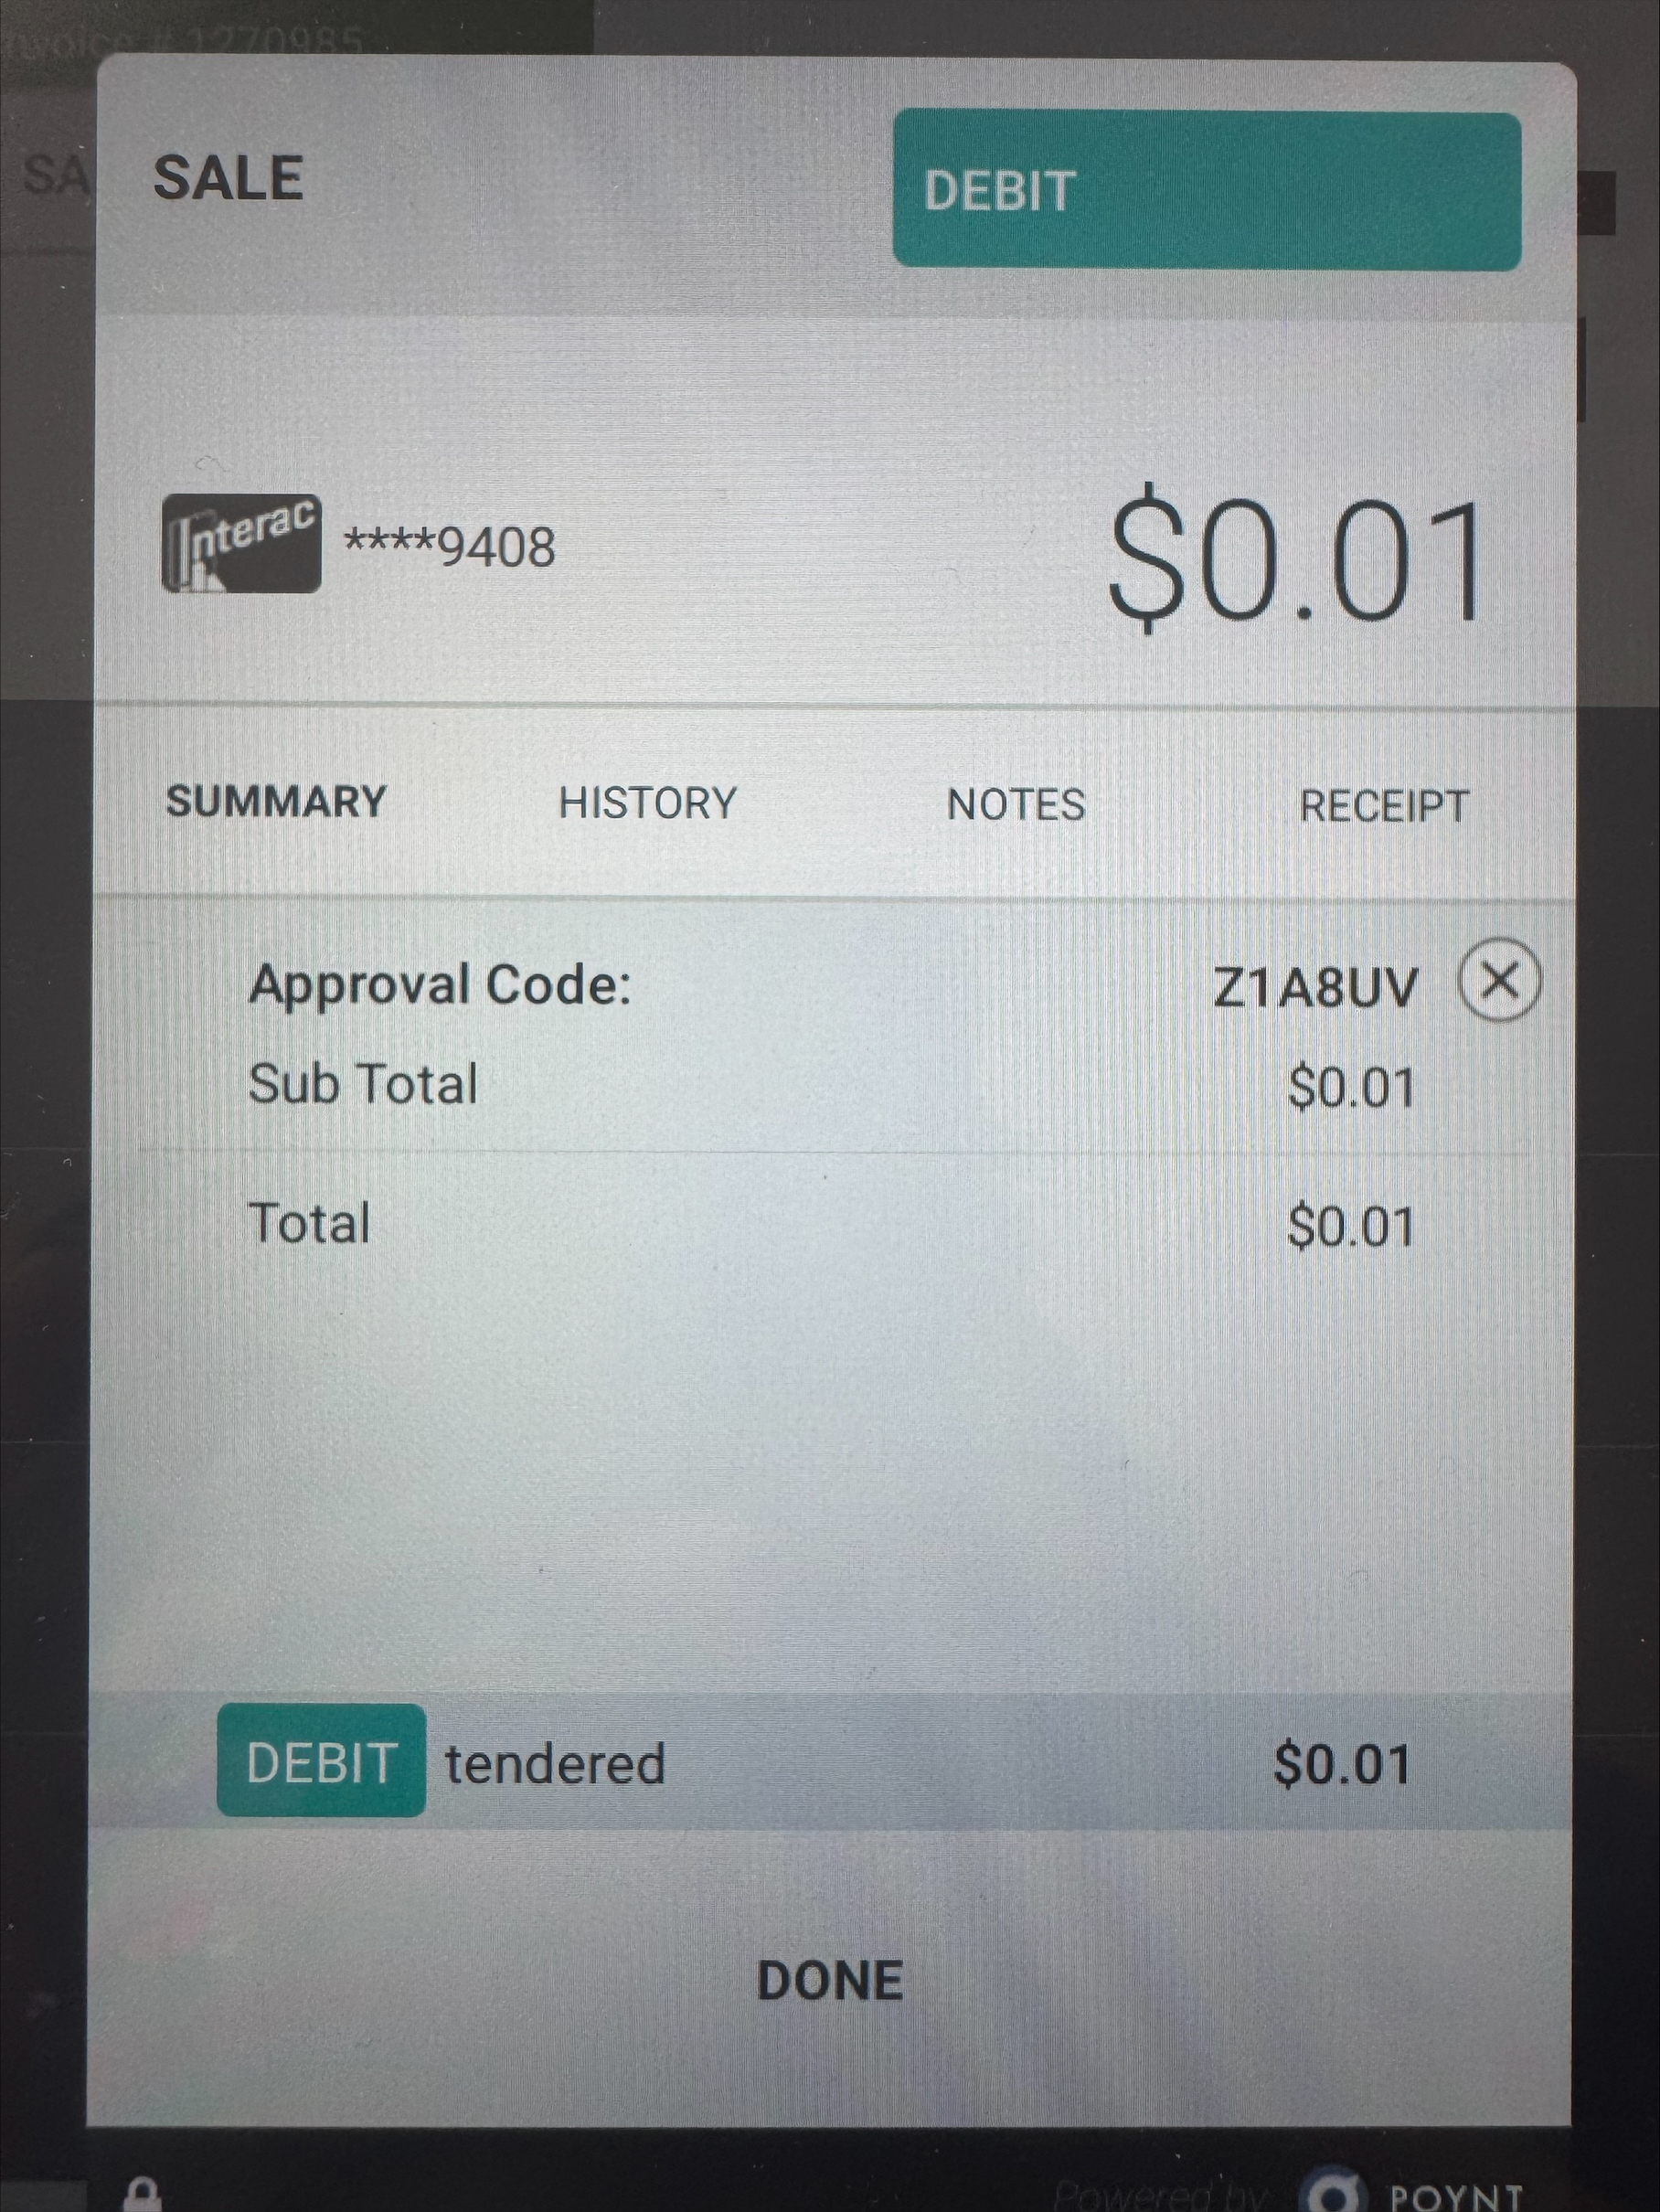 Invoice # 1270985
SA
SALE
DEBIT
Interac
****9408
$0.01
SUMMARY HISTORY NOTES RECEIPT
Approval Code: Z1A8UV
Sub Total $0.01
Total $0.01
DEBIT tendered $0.01
DONE
Powered by POYNT